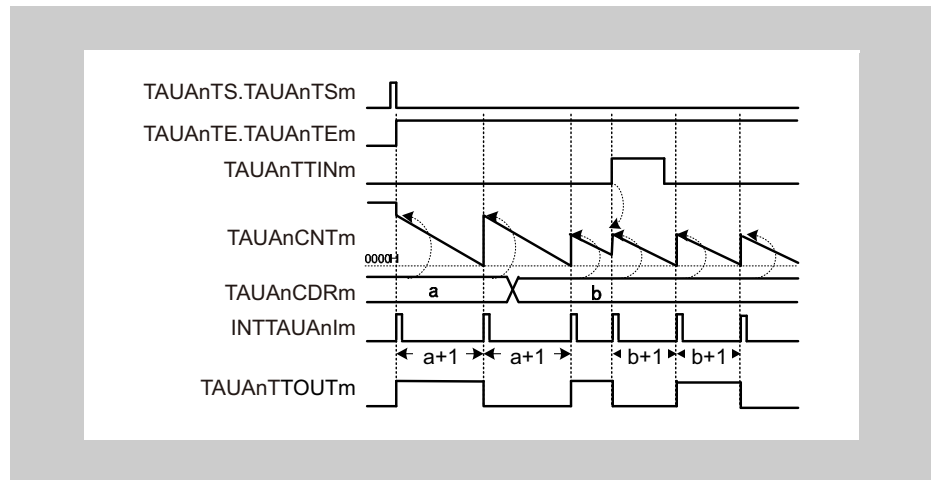 TAUAnTS.TAUAnTSm
TAUAnTE.TAUAnTEm
TAUAnTTINm
TAUAnCNTm
0000H
TAUAnCDRm
a
b
INTTAUAnIm
a+1
a+1
b+1
b+1
TAUAnTTOUTm